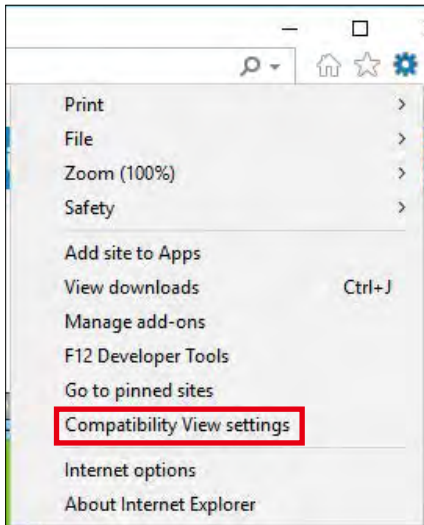 Print
File
Zoom (100%)
Safety
Add site to Apps
View downloads Ctrl+J
Manage add-ons
F12 Developer Tools
Go to pinned sites
Compatibility View settings
Internet options
About Internet Explorer